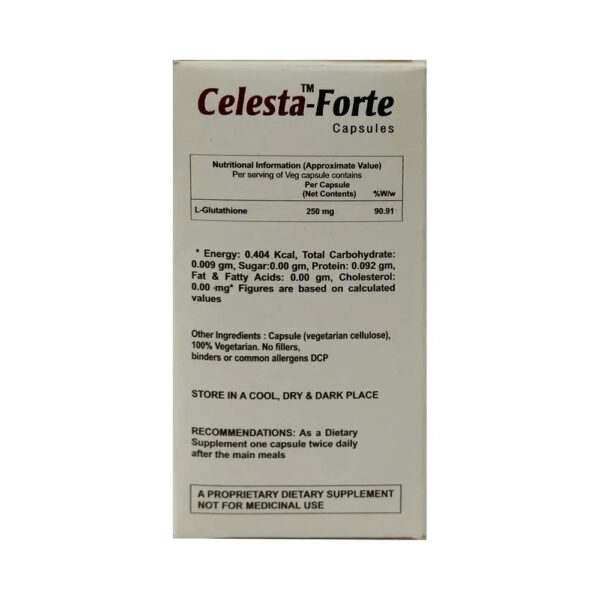 Celesta™-Forte
Capsules
Nutritional Information (Approximate Value)
Per serving of Veg capsule contains
Per Capsule
(Net Contents) %W/w
L-Glutathione 250 mg 90.91
* Energy: 0.404 Kcal, Total Carbohydrate:
0.009 gm, Sugar:0.00 gm, Protein: 0.092 gm,
Fat & Fatty Acids: 0.00 gm, Cholesterol:
0.00 mg* Figures are based on calculated
values
Other Ingredients : Capsule (vegetarian cellulose),
100% Vegetarian. No fillers,
binders or common allergens DCP
STORE IN A COOL, DRY & DARK PLACE
RECOMMENDATIONS: As a Dietary
Supplement one capsule twice daily
after the main meals
A PROPRIETARY DIETARY SUPPLEMENT
NOT FOR MEDICINAL USE